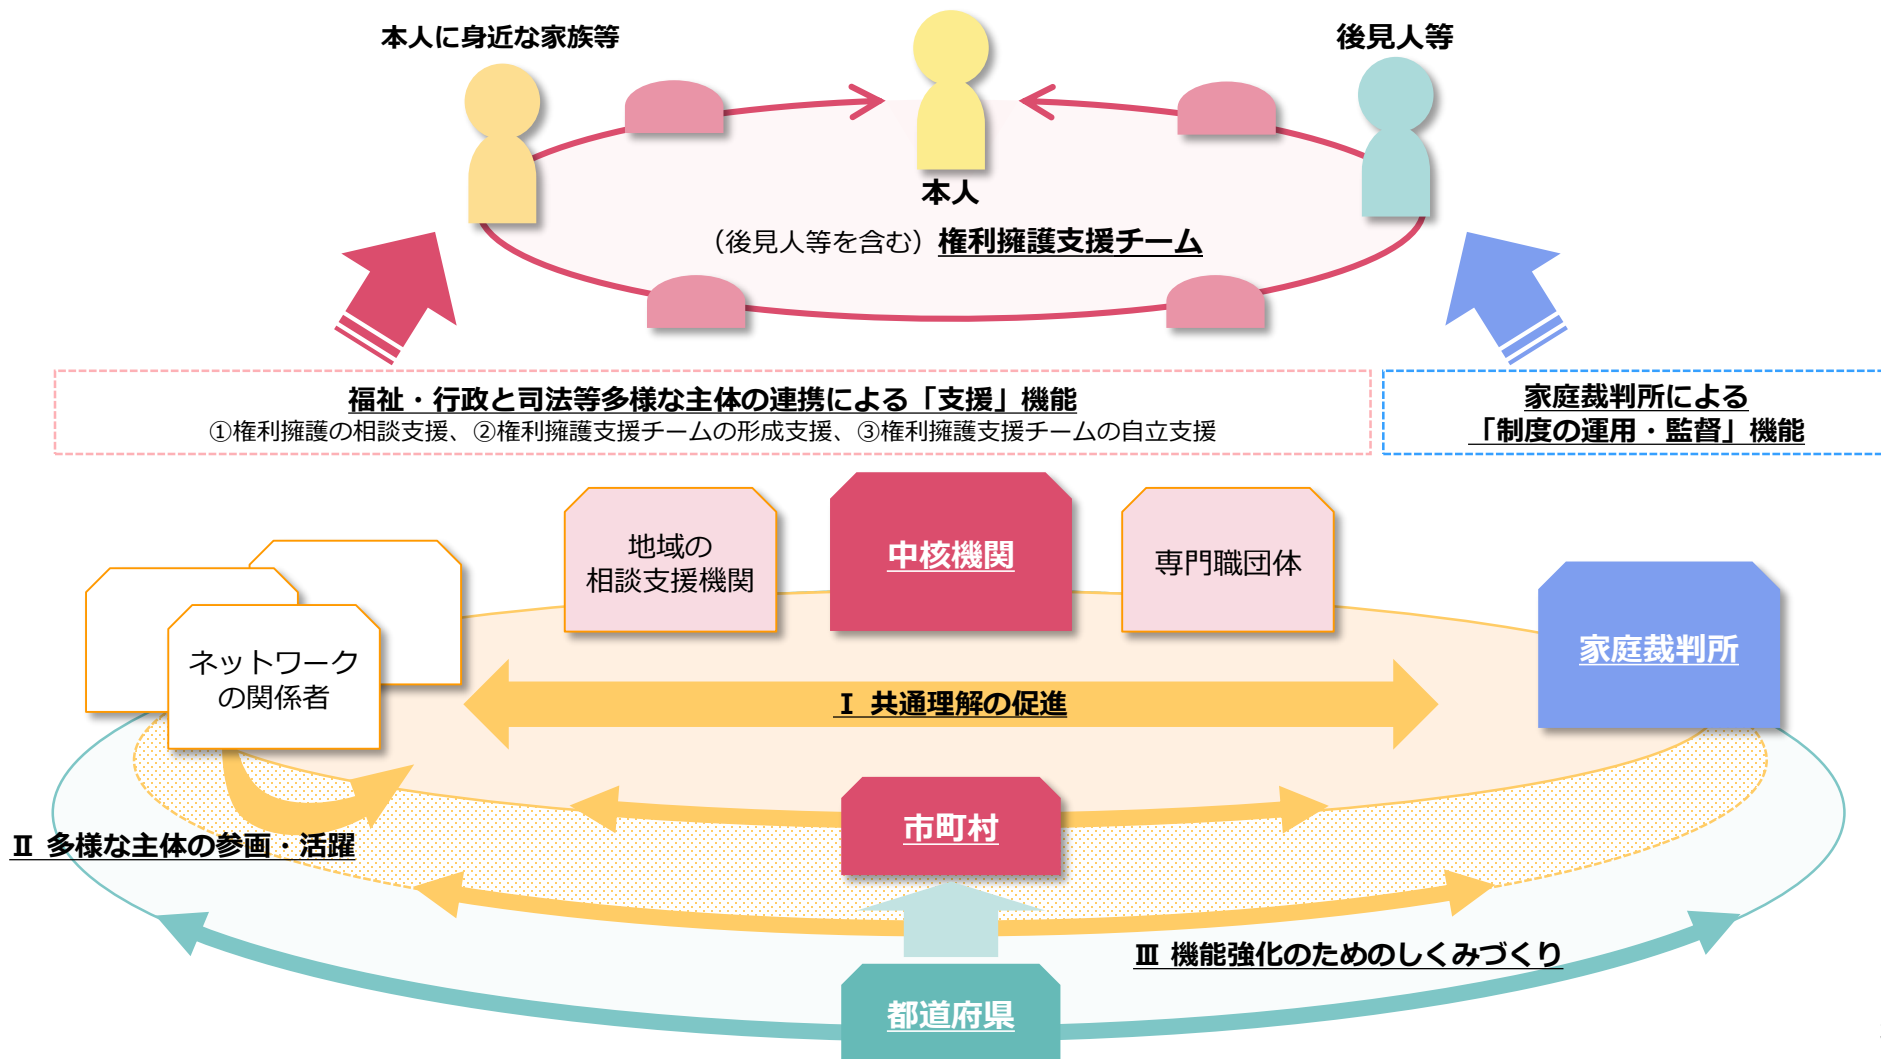 本人に身近な家族等
後見人等
本人
（後見人等を含む）権利擁護支援チーム
福祉・行政と司法等多様な主体の連携による「支援」機能
①権利擁護の相談支援、②権利擁護支援チームの形成支援、③権利擁護支援チームの自立支援
家庭裁判所による
「制度の運用・監督」機能
地域の
相談支援機関
中核機関
専門職団体
家庭裁判所
ネットワーク
の関係者
Ⅰ 共通理解の促進
市町村
Ⅱ 多様な主体の参画・活躍
Ⅲ 機能強化のためのしくみづくり
都道府県